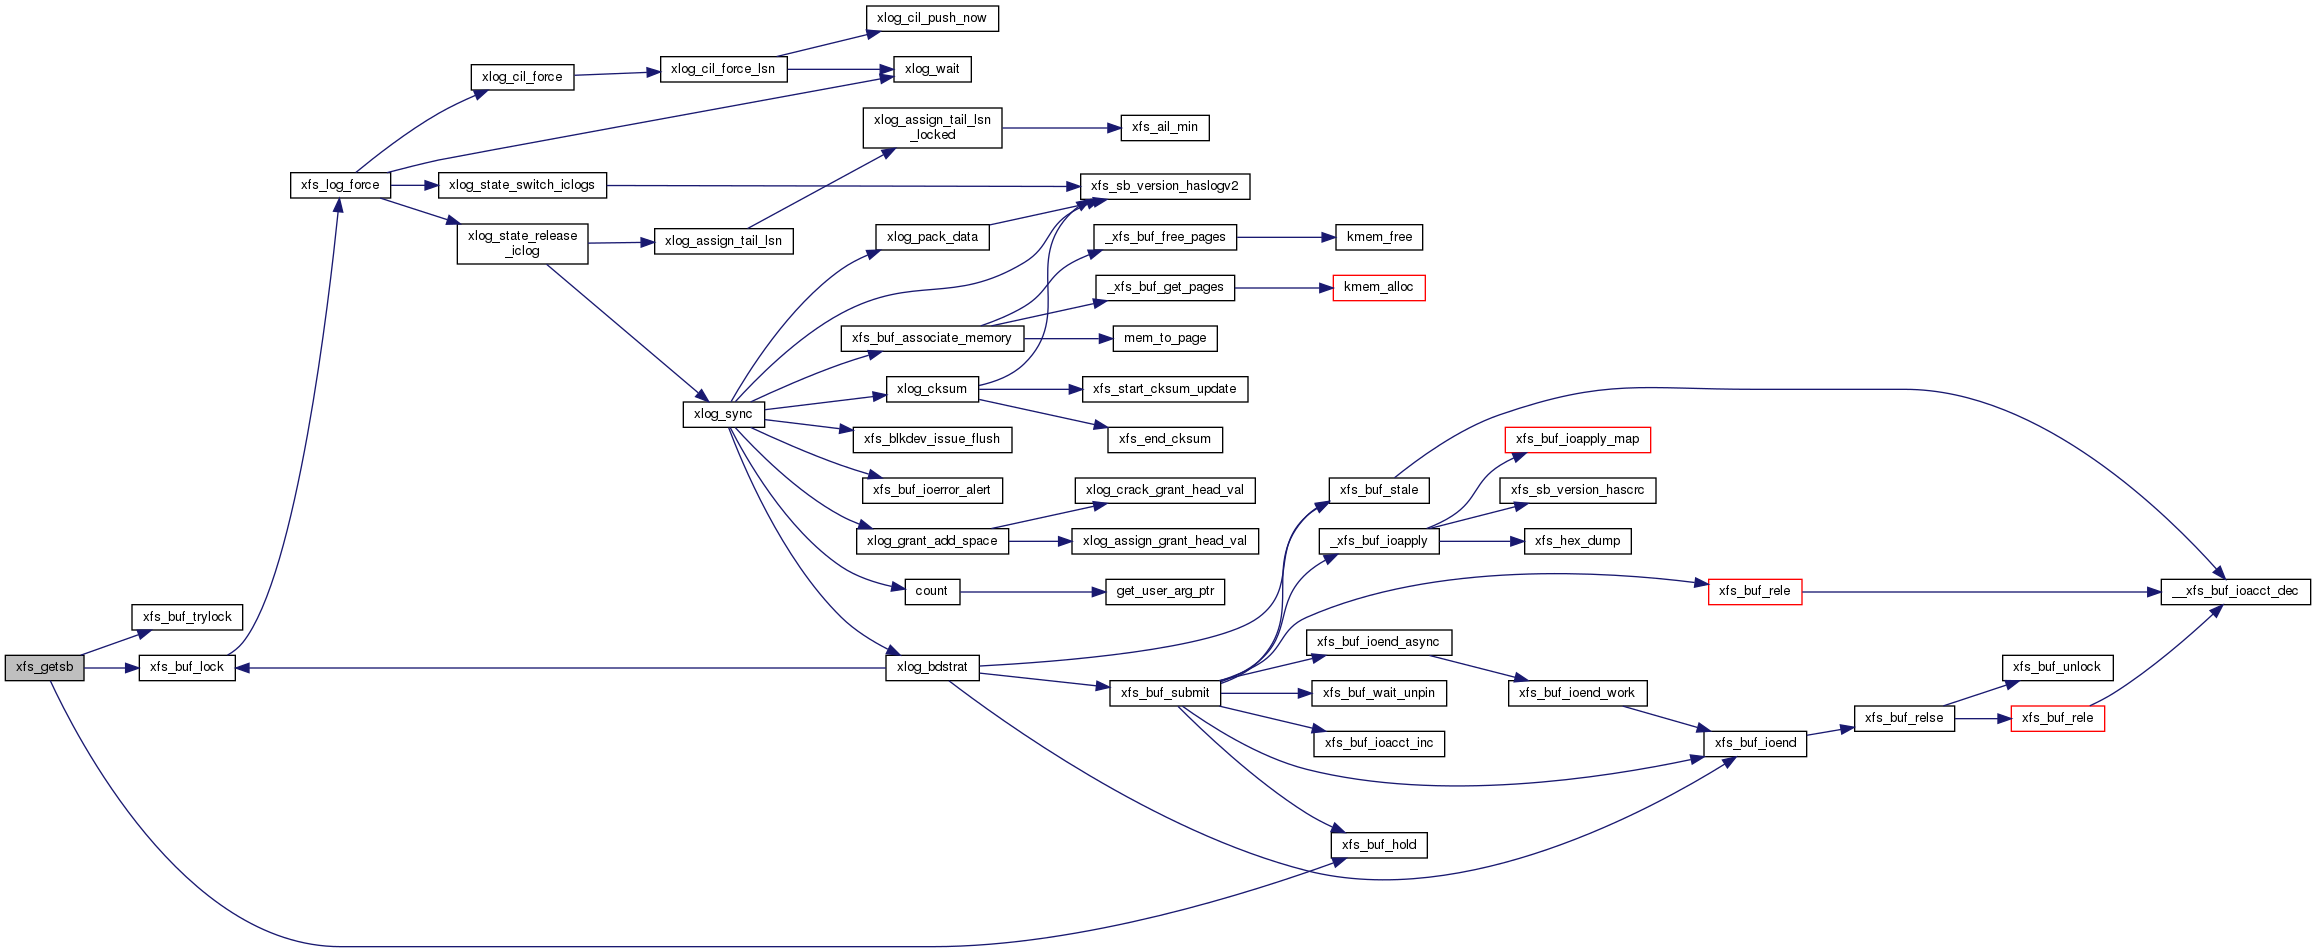 xlog_cil_push_now
xlog_cil_force
xlog_cil_force_lsn
xlog_wait
xlog_assign_tail_lsn
_locked
xfs_ail_min
xfs_log_force
xlog_state_switch_iclogs
xfs_sb_version_haslogv2
xlog_state_release
_iclog
xlog_assign_tail_lsn
xlog_pack_data
_xfs_buf_free_pages
kmem_free
_xfs_buf_get_pages
kmem_alloc
xfs_buf_associate_memory
mem_to_page
xlog_cksum
xfs_start_cksum_update
xlog_sync
xfs_blkdev_issue_flush
xfs_end_cksum
xfs_buf_ioapply_map
xfs_buf_ioerror_alert
xlog_crack_grant_head_val
xfs_buf_stale
xfs_sb_version_hascrc
xlog_grant_add_space
xlog_assign_grant_head_val
_xfs_buf_ioapply
xfs_hex_dump
count
get_user_arg_ptr
xfs_buf_rele
__xfs_buf_ioacct_dec
xfs_buf_trylock
xfs_buf_ioend_async
xfs_getsb
xfs_buf_lock
xlog_bdstrat
xfs_buf_unlock
xfs_buf_submit
xfs_buf_wait_unpin
xfs_buf_ioend_work
xfs_buf_relse
xfs_buf_rele
xfs_buf_ioacct_inc
xfs_buf_ioend
xfs_buf_hold